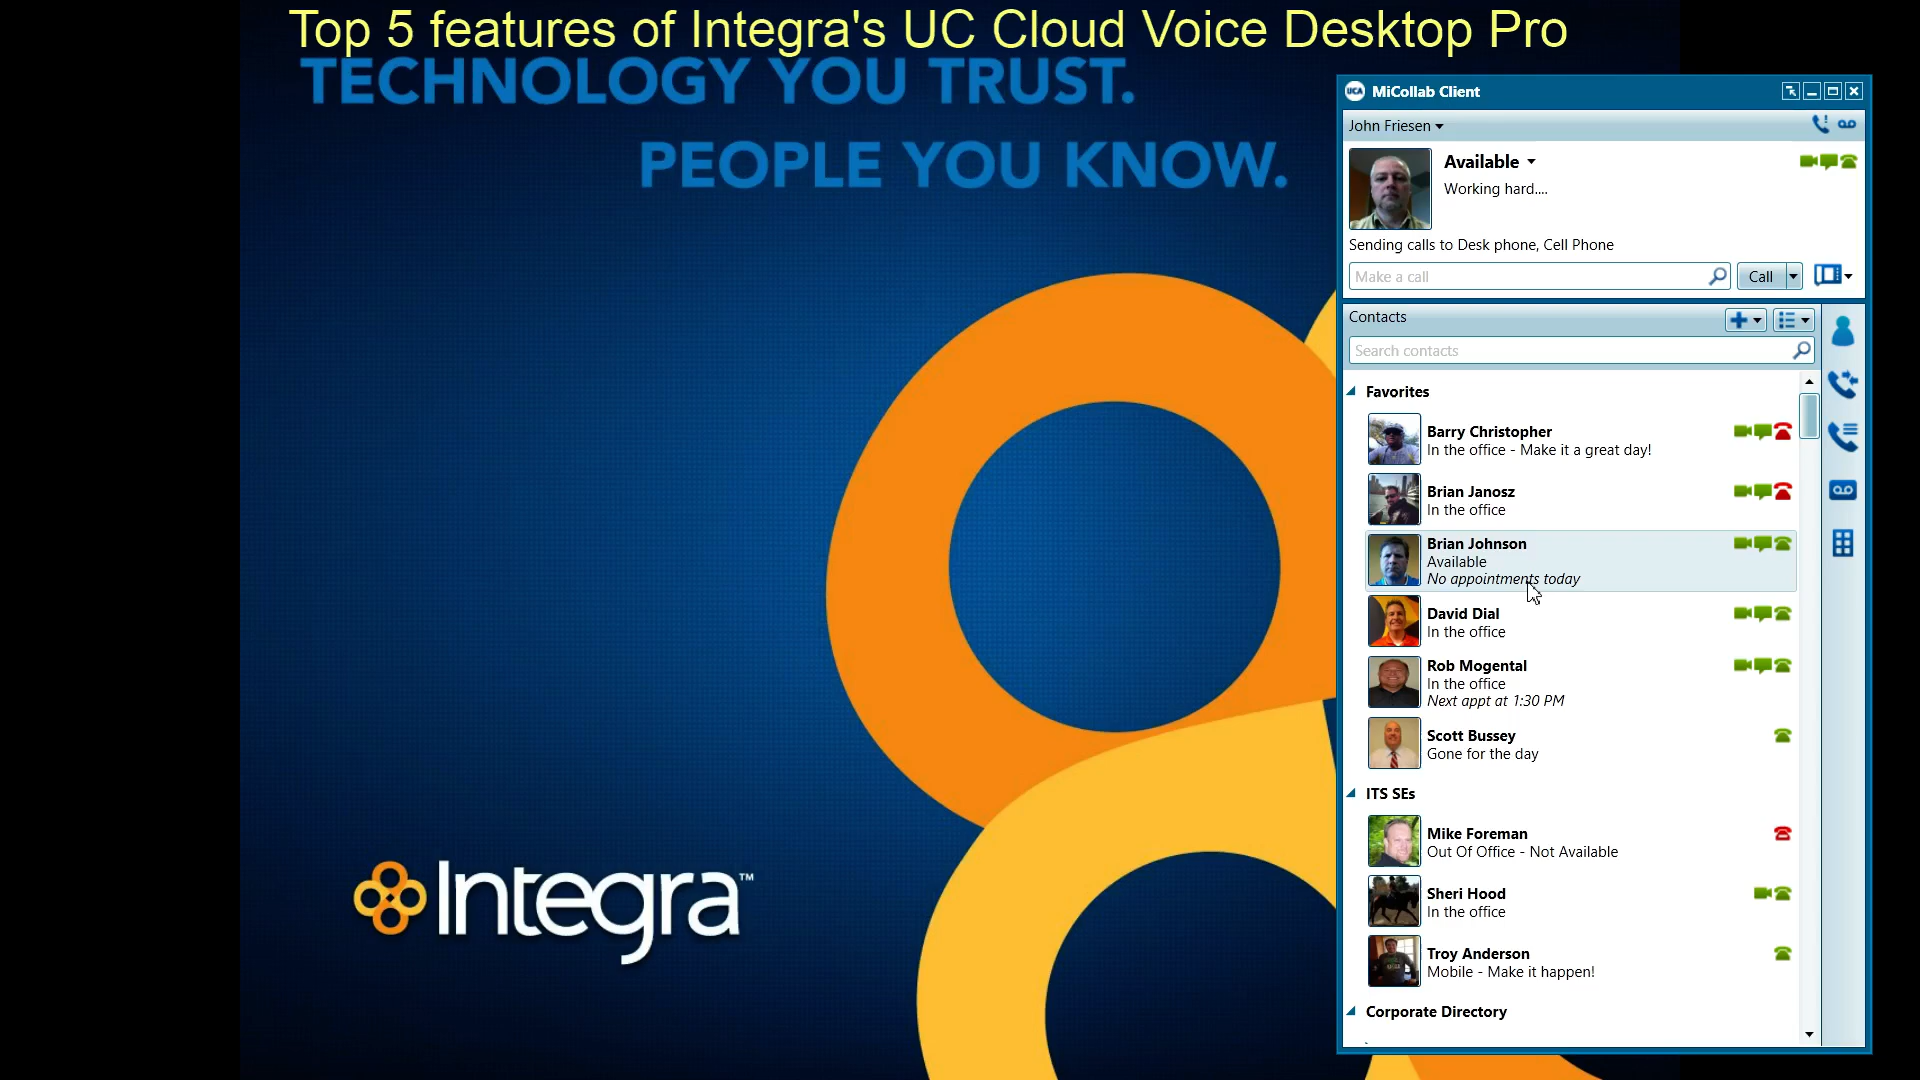 Top 5 features of Integra's UC Cloud Voice Desktop Pro
TECHNOLOGY YOU TRUST.
PEOPLE YOU KNOW.
Integra™
UCA MiCollab Client
John Friesen
Available
Working hard....
Sending calls to Desk phone, Cell Phone
Make a call
Call
Contacts
Search contacts
Favorites
Barry Christopher
In the office - Make it a great day!
Brian Janosz
In the office
Brian Johnson
Available
No appointments today
David Dial
In the office
Rob Mogental
In the office
Next appt at 1:30 PM
Scott Bussey
Gone for the day
ITS SEs
Mike Foreman
Out Of Office - Not Available
Sheri Hood
In the office
Troy Anderson
Mobile - Make it happen!
Corporate Directory